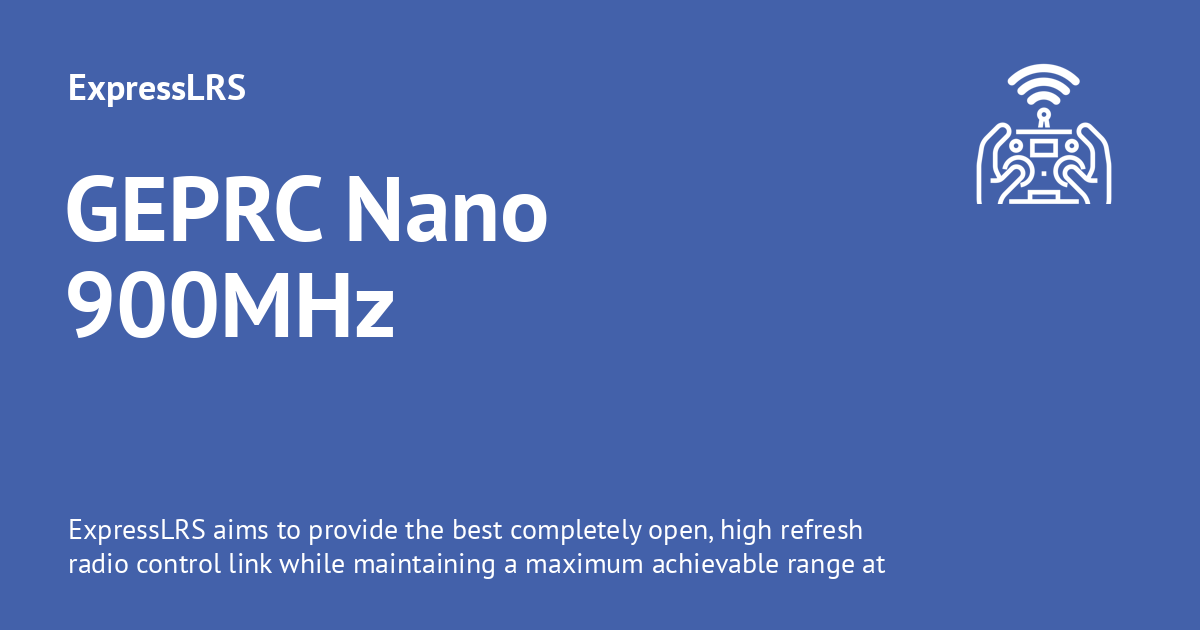 ExpressLRS
GEPRC Nano
900MHz
ExpressLRS aims to provide the best completely open, high refresh
radio control link while maintaining a maximum achievable range at